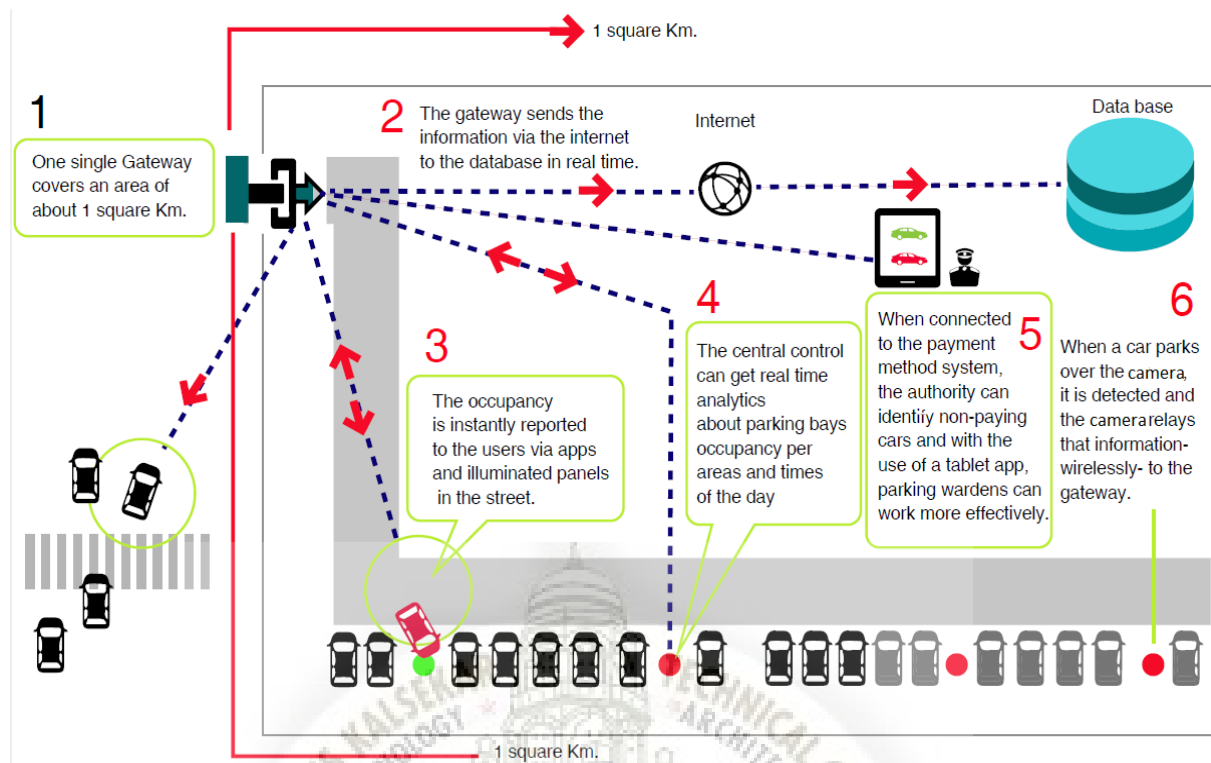 1 square Km.
1
One single Gateway
covers an area of
about 1 square Km.
2
The gateway sends the
information via the internet
to the database in real time.
Internet
Data base
3
The occupancy
is instantly reported
to the users via apps
and illuminated panels
in the street.
4
The central control
can get real time
analytics
about parking bays
occupancy per
areas and times
of the day
5
When connected
to the payment
method system,
the authority can
identify non-paying
cars and with the
use of a tablet app,
parking wardens can
work more effectively.
6
When a car parks
over the camera,
it is detected and
the camera relays
that information-
wirelessly- to the
gateway.
KALSEKAR TECHNICAL
1 square Km.